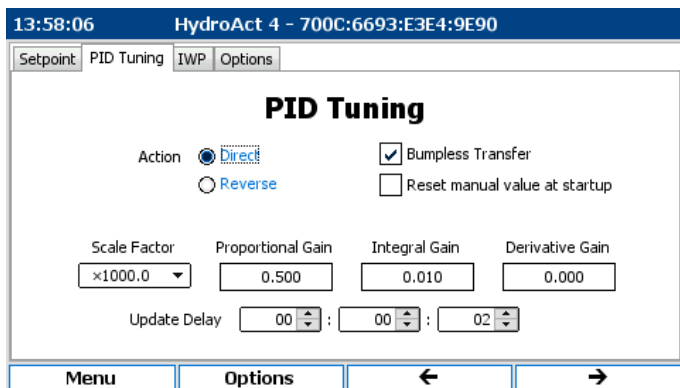 13:58:06 HydroAct 4 - 700C:6693:E3E4:9E90
Setpoint PID Tuning IWP Options
PID Tuning
Action Direct Bumpless Transfer
Reverse Reset manual value at startup
Scale Factor Proportional Gain Integral Gain Derivative Gain
×1000.0 0.500 0.010 0.000
Update Delay 00 : 00 : 02
Menu Options ← →